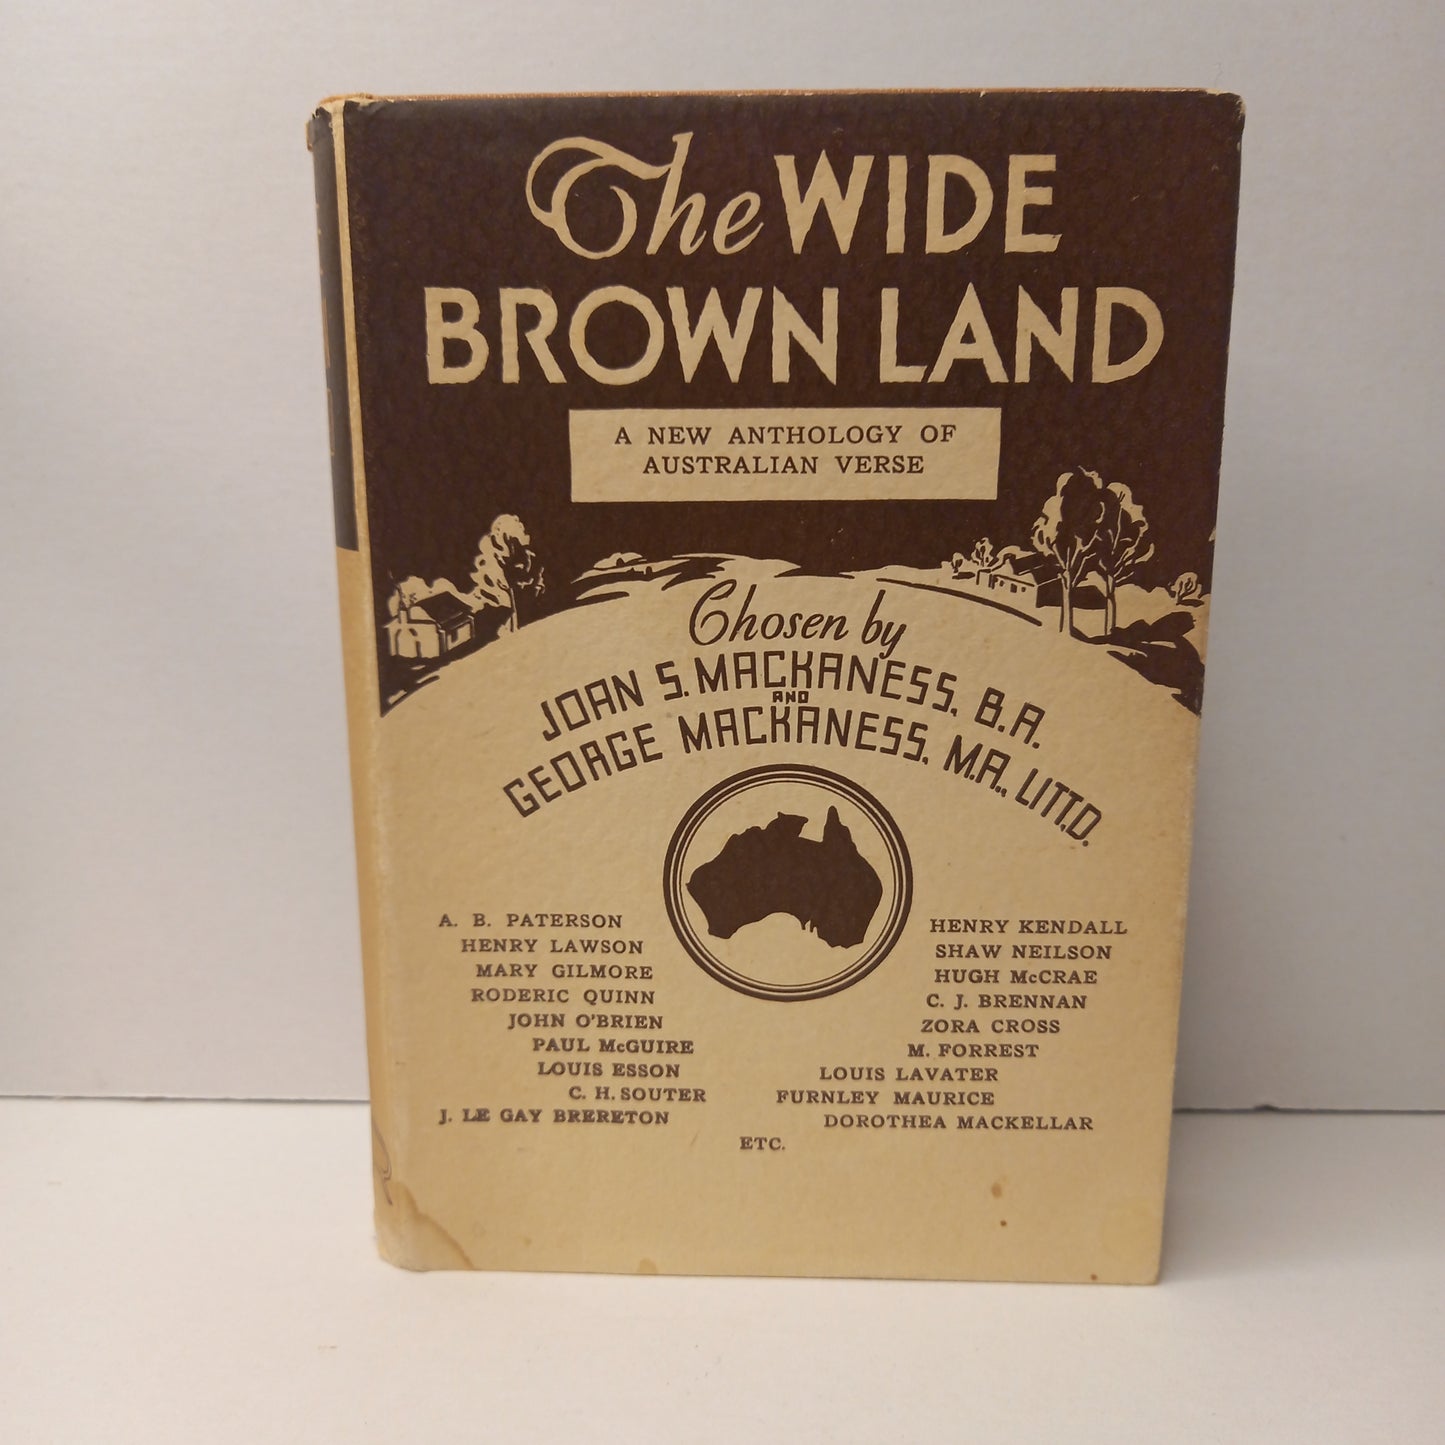 The WIDE
BROWN LAND
A NEW ANTHOLOGY OF
AUSTRALIAN VERSE
Chosen by
JOAN S. MACKANESS, B.A.
AND
GEORGE MACKANESS, M.A., LITT.D.
A. B. PATERSON
HENRY LAWSON
MARY GILMORE
RODERIC QUINN
JOHN O'BRIEN
PAUL McGUIRE
LOUIS ESSON
C. H. SOUTER
J. LE GAY BRERETON
HENRY KENDALL
SHAW NEILSON
HUGH McCRAE
C. J. BRENNAN
ZORA CROSS
M. FORREST
LOUIS LAVATER
FURNLEY MAURICE
DOROTHEA MACKELLAR
ETC.